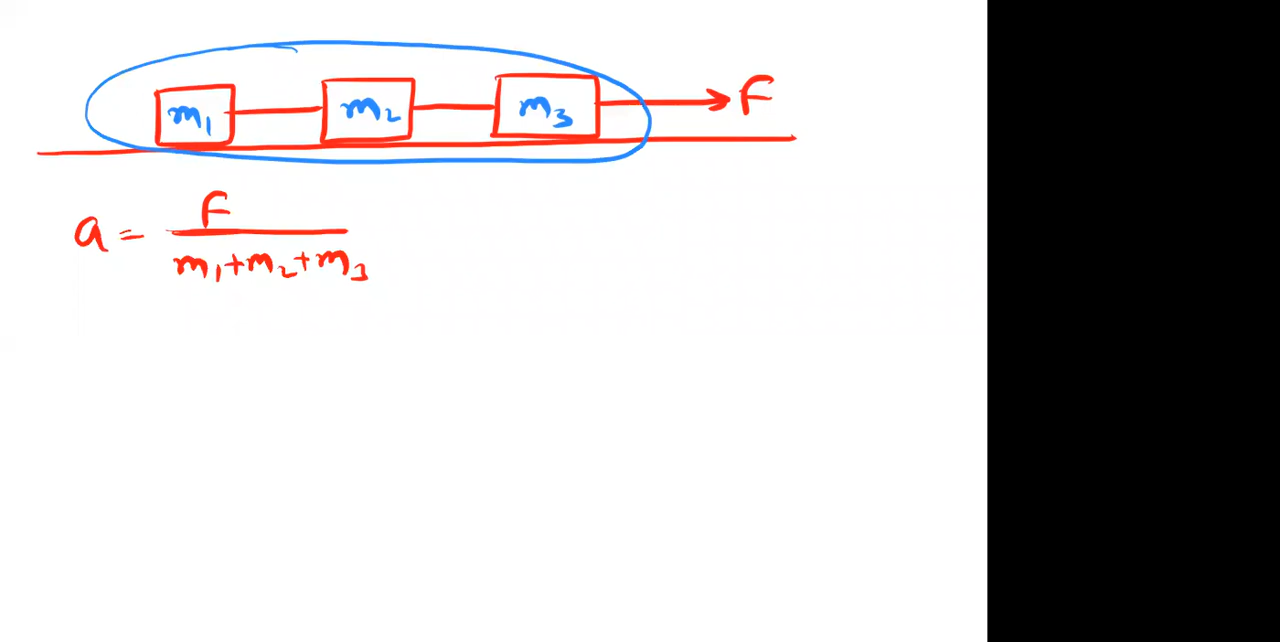 m₁ m₂ m₃ F
a = F
m₁+m₂+m₃